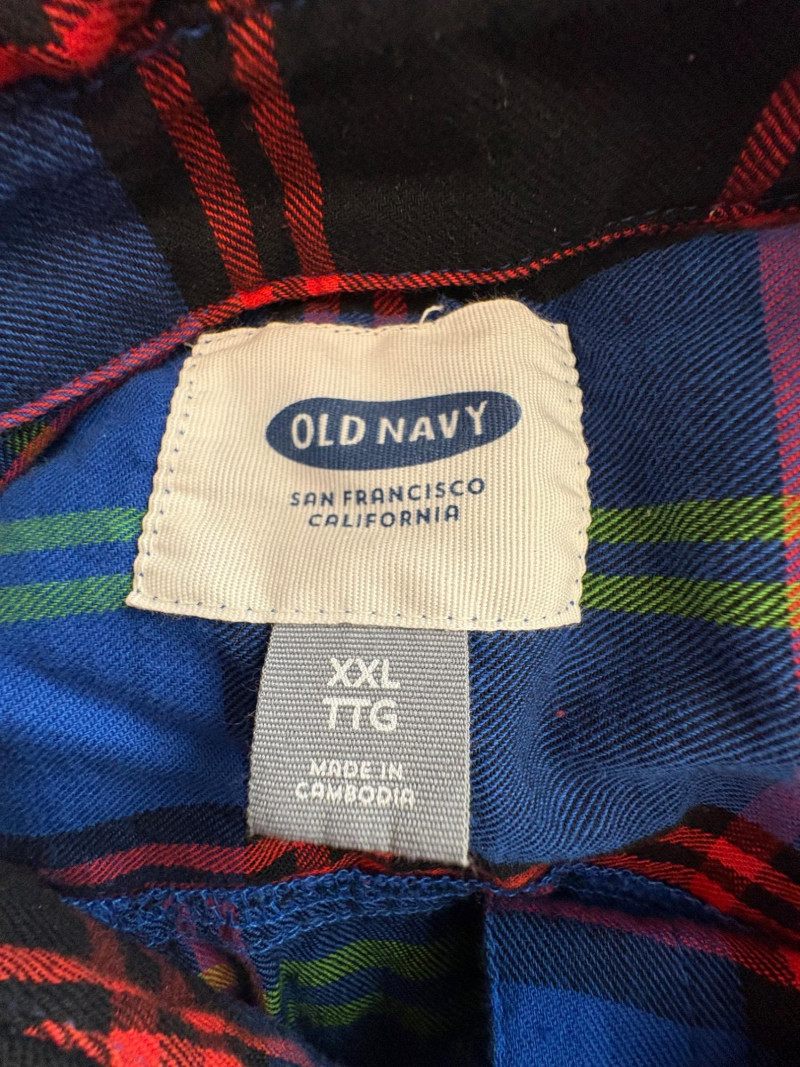 OLD NAVY
SAN FRANCISCO
CALIFORNIA
XXL
TTG
MADE IN
CAMBODIA